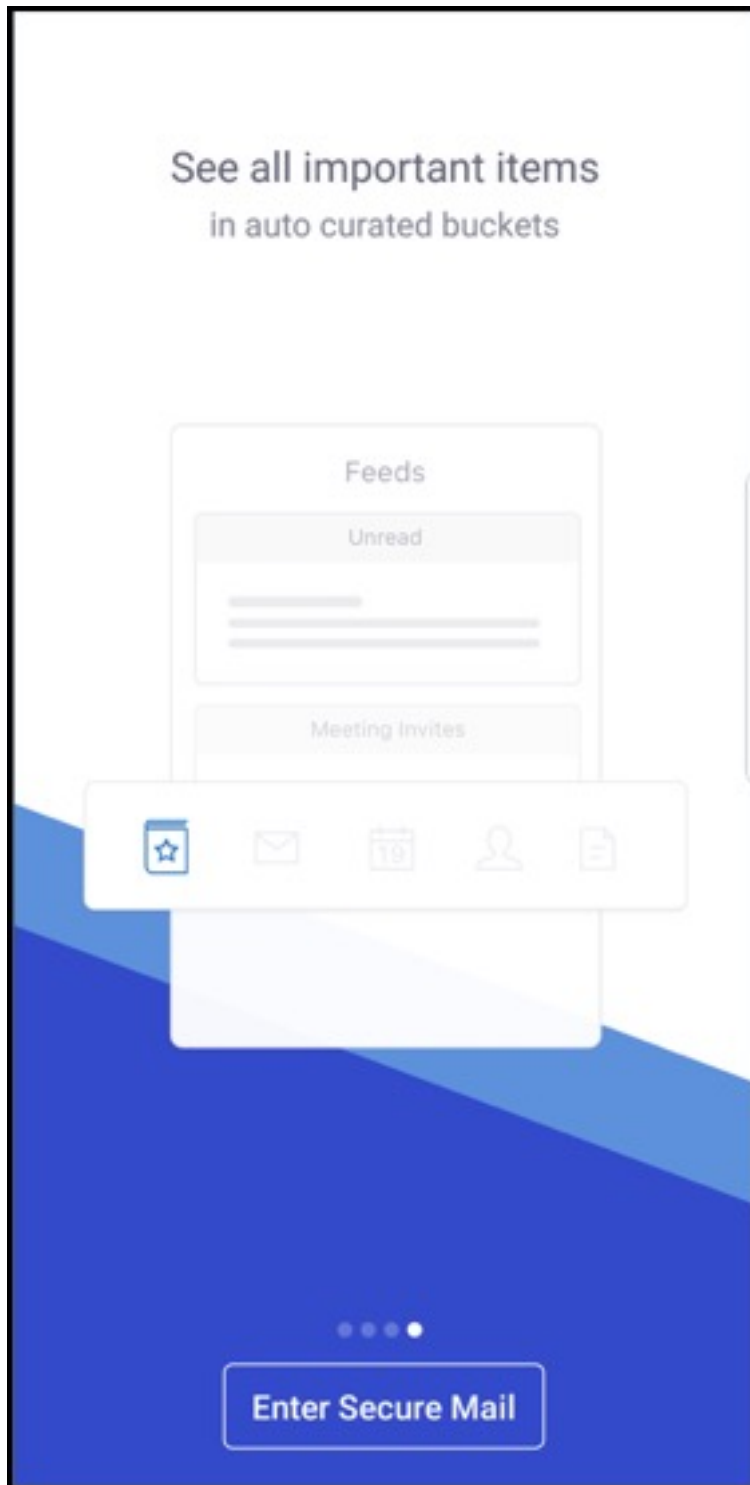 See all important items
in auto curated buckets
Feeds
Unread
Meeting Invites
19
Enter Secure Mail